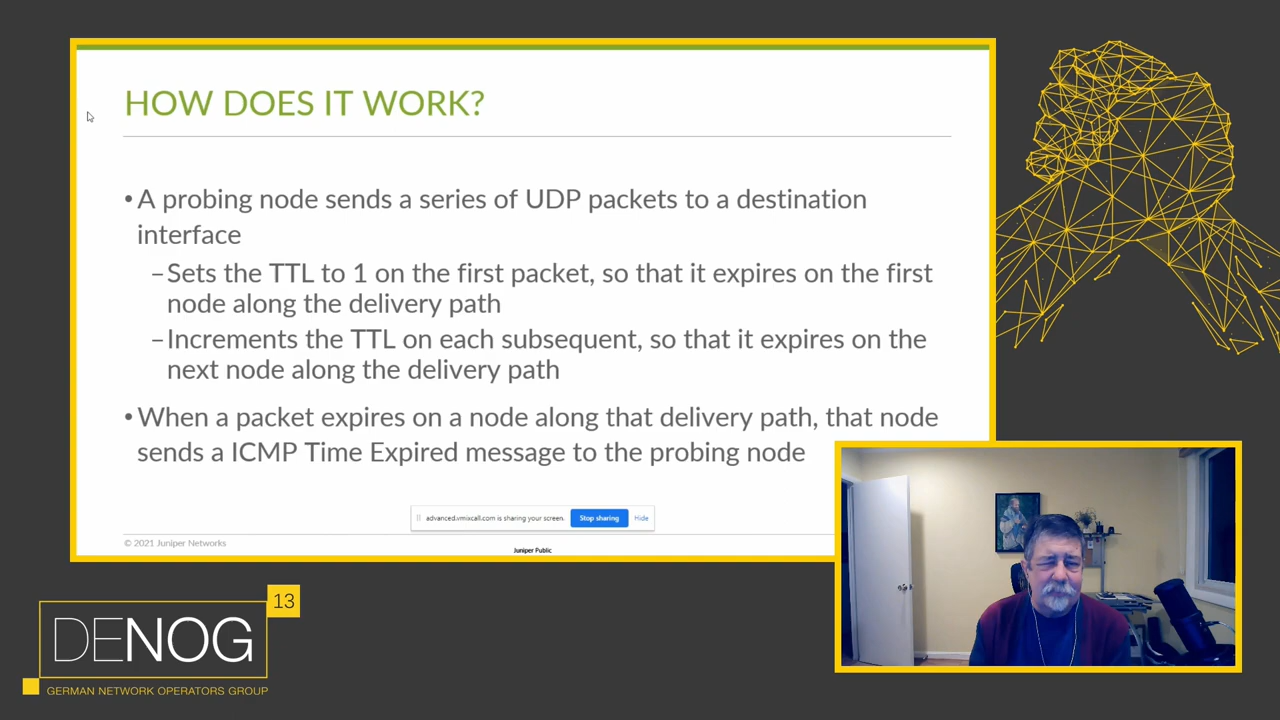 HOW DOES IT WORK?
•A probing node sends a series of UDP packets to a destination
interface
–Sets the TTL to 1 on the first packet, so that it expires on the first
node along the delivery path
–Increments the TTL on each subsequent, so that it expires on the
next node along the delivery path
•When a packet expires on a node along that delivery path, that node
sends a ICMP Time Expired message to the probing node
advanced.vmixcall.com is sharing your screen.
Stop sharing
Hide
© 2021 Juniper Networks
Juniper Public
13
DENOG
GERMAN NETWORK OPERATORS GROUP